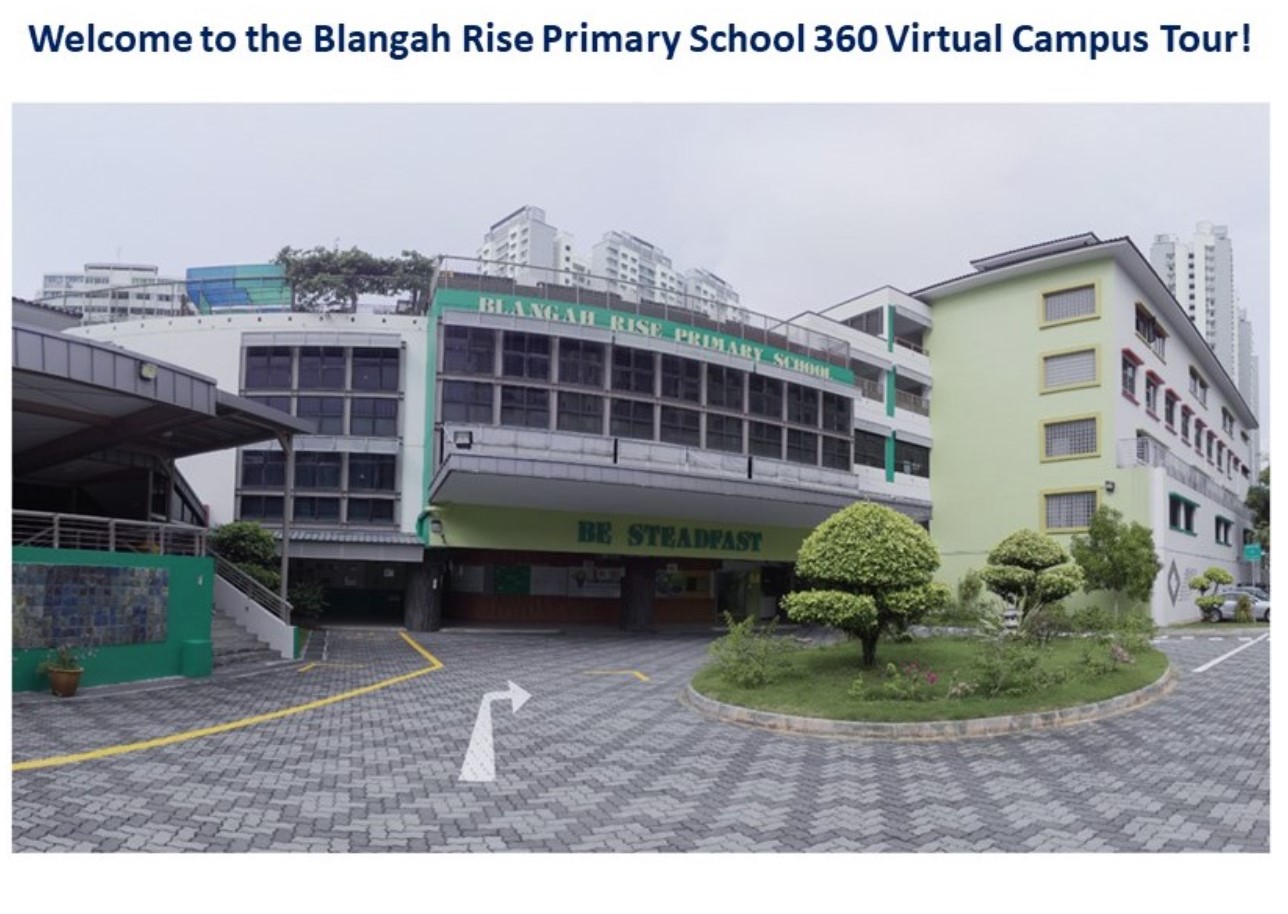 Welcome to the Blangah Rise Primary School 360 Virtual Campus Tour!
BLANGAH RISE PRIMARY SCHOOL
BE STEADFAST